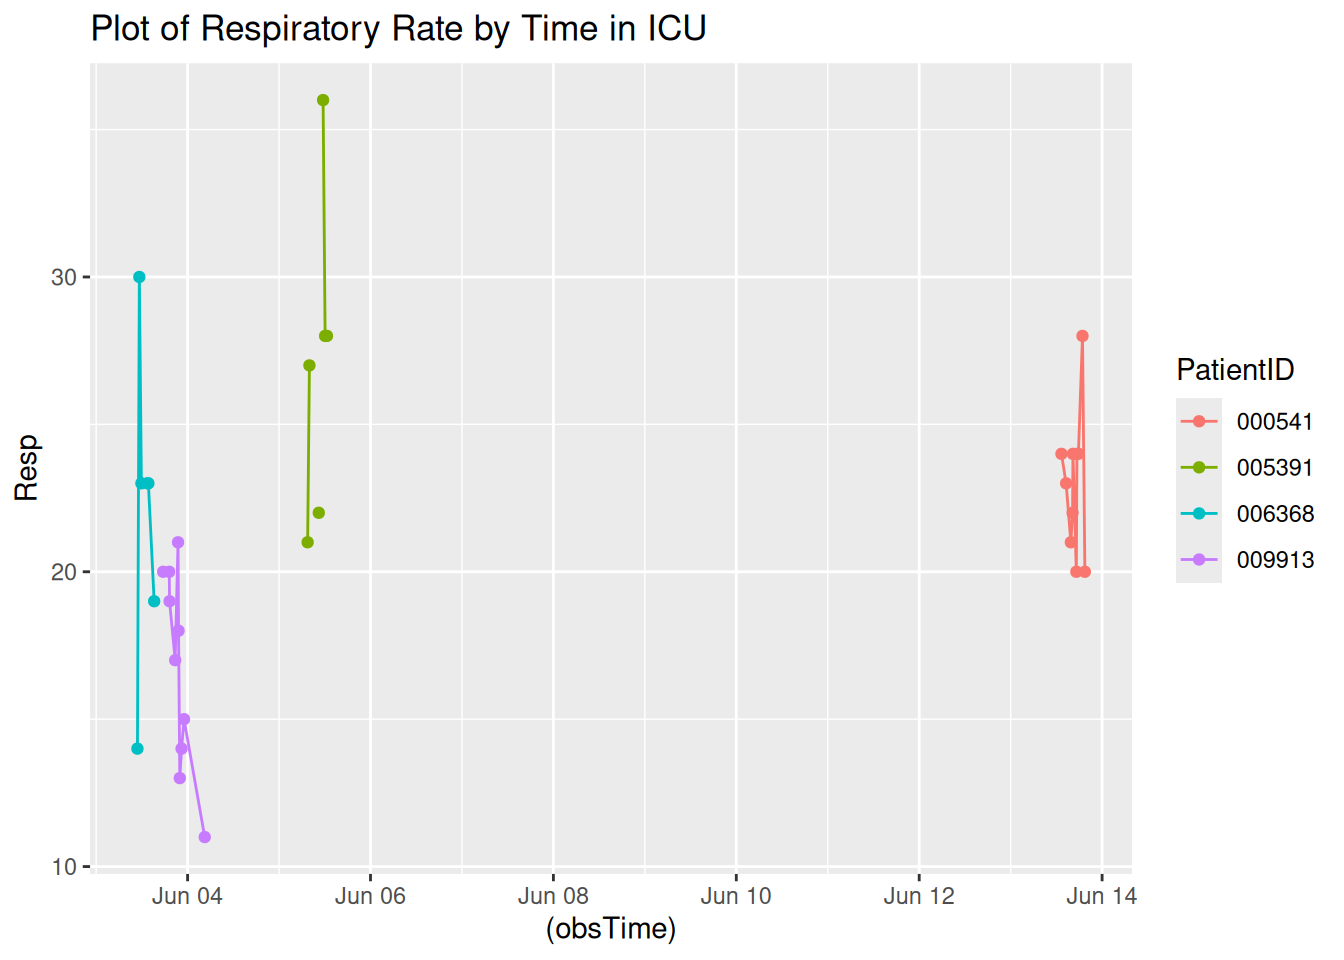 Plot of Respiratory Rate by Time in ICU
30
20
10
Resp
Jun 04 Jun 06 Jun 08 Jun 10 Jun 12 Jun 14
(obsTime)
PatientID
000541
005391
006368
009913